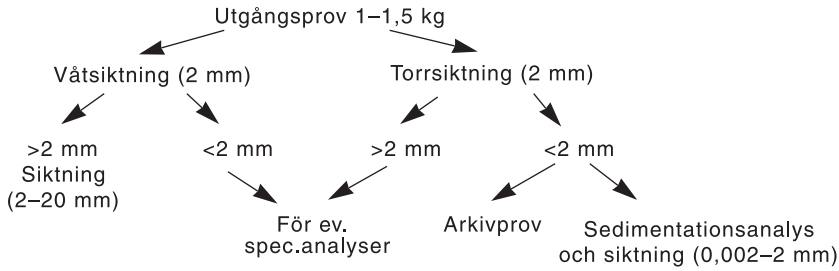 Utgångsprov 1–1,5 kg
Våtsiktning (2 mm)
Torrsiktning (2 mm)
>2 mm
Siktning
(2–20 mm)
<2 mm
>2 mm
<2 mm
För ev.
spec.analyser
Arkivprov
Sedimentationsanalys
och siktning (0,002–2 mm)